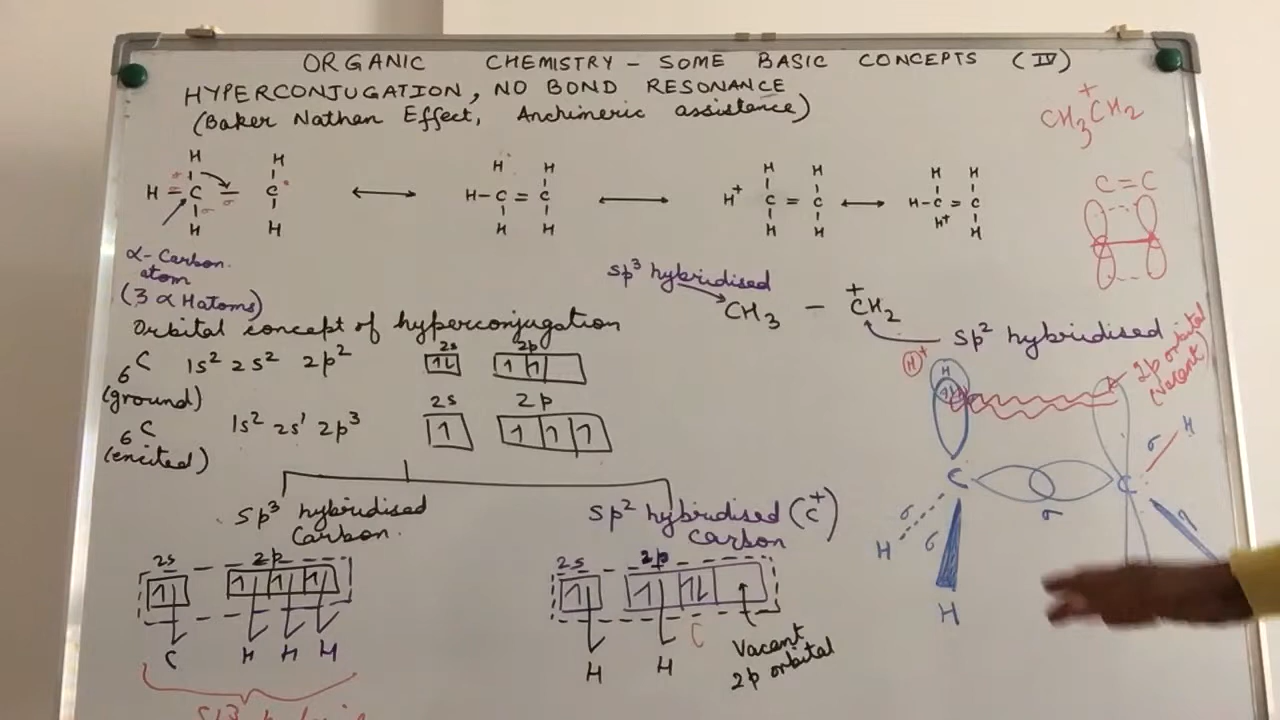 ORGANIC CHEMISTRY – SOME BASIC CONCEPTS (IV)
HYPERCONJUGATION, NO BOND RESONANCE
(Baker Nathan Effect, Anchimeric assistance)
CH3 C+H2
H H
H – C – C
H H
H H
H – C = C
H H
H H
H+ C = C
H H
H H
H – C = C
H+ H
C = C
α-Carbon
atom
(3 α H atoms)
sp3 hybridised
CH3 – C+H2
sp2 hybridised
Orbital concept of hyperconjugation
6C 1s2 2s2 2p2 2s 2p
(ground)
6C 1s2 2s1 2p3 2s 2p
(excited)
sp3 hybridised
Carbon.
2s 2p
C H H H
sp2 hybridised (C+)
Carbon
2s 2p
H H C
Vacant
2p orbital
H+
H
2p orbital
(vacant)
C σ C σ H
H σ σ
H